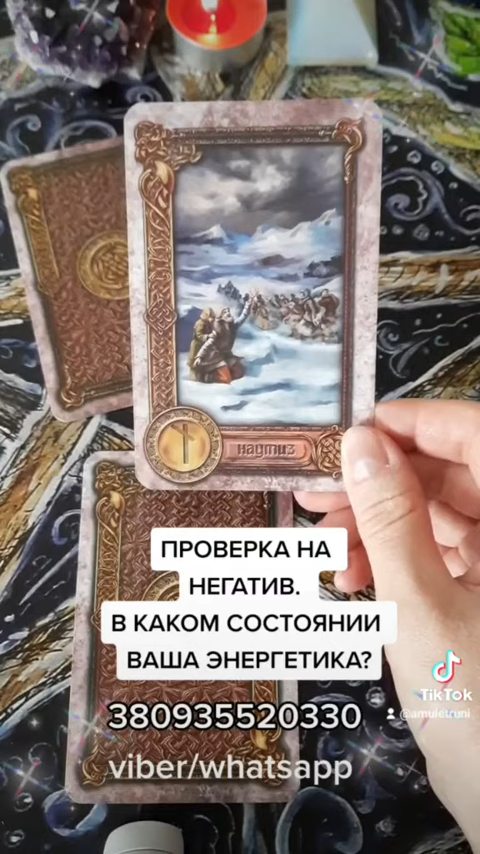 наутиз
ПРОВЕРКА НА
НЕГАТИВ.
В КАКОМ СОСТОЯНИИ
ВАША ЭНЕРГЕТИКА?
380935520330
viber/whatsapp
TikTok
@amuletruni